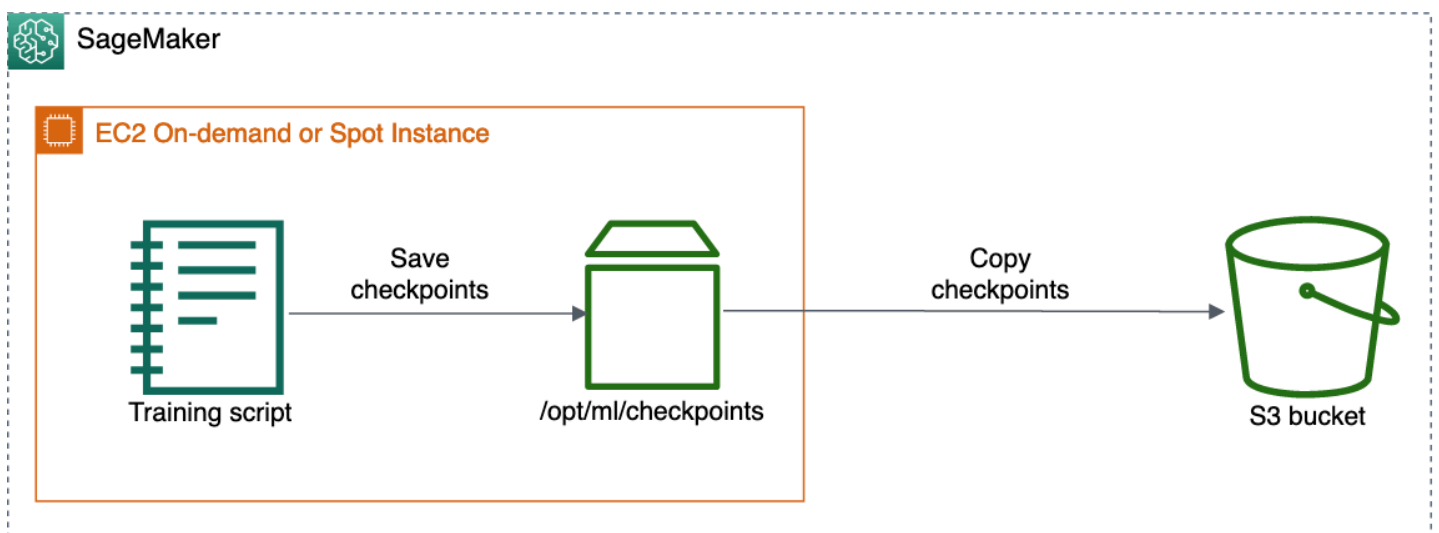 SageMaker
EC2 On-demand or Spot Instance
Save
checkpoints
Copy
checkpoints
Training script
/opt/ml/checkpoints
S3 bucket